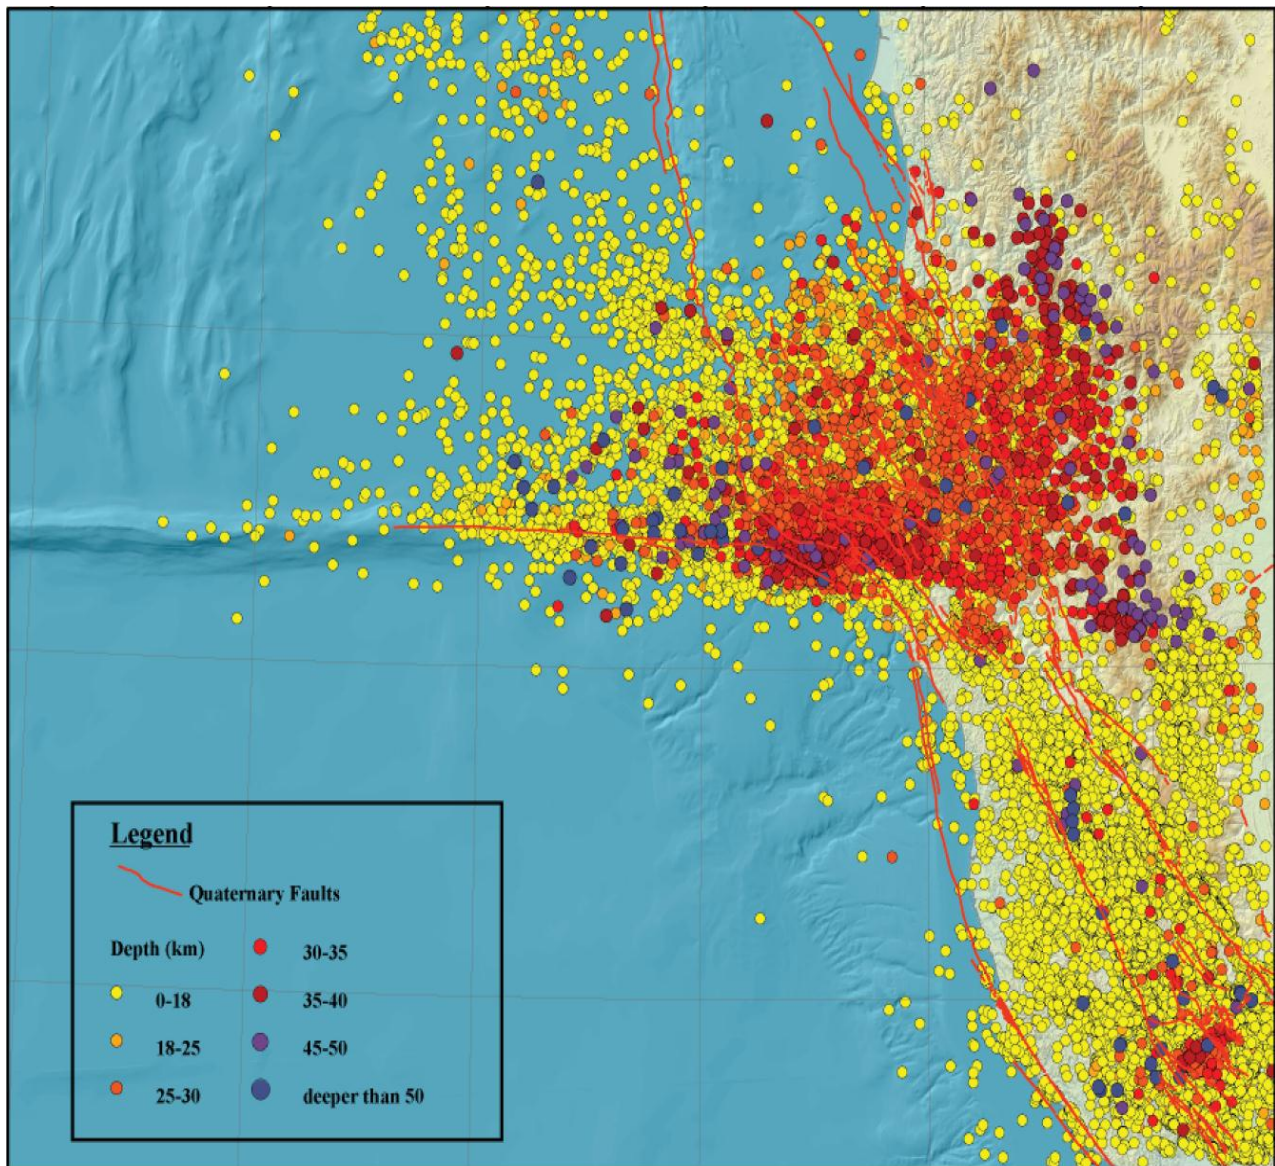 Legend
Quaternary Faults
Depth (km)
30-35
0-18
35-40
18-25
45-50
25-30
deeper than 50